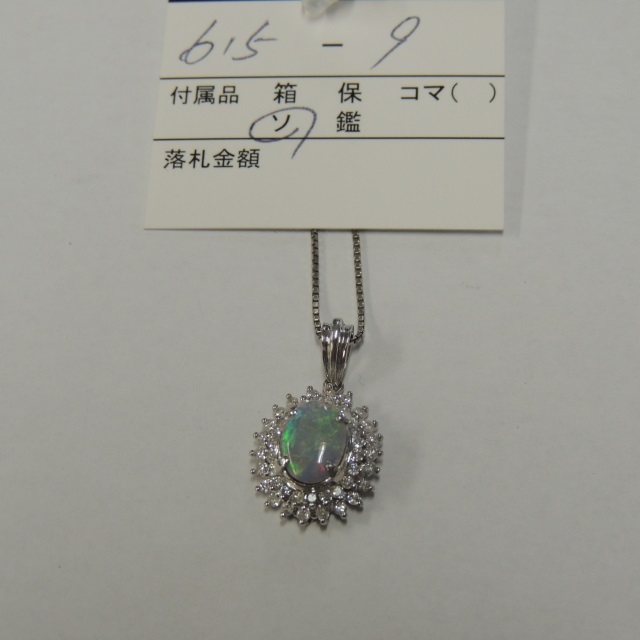 615 - 9
付属品 箱 保 コマ( )
ソ 鑑
落札金額